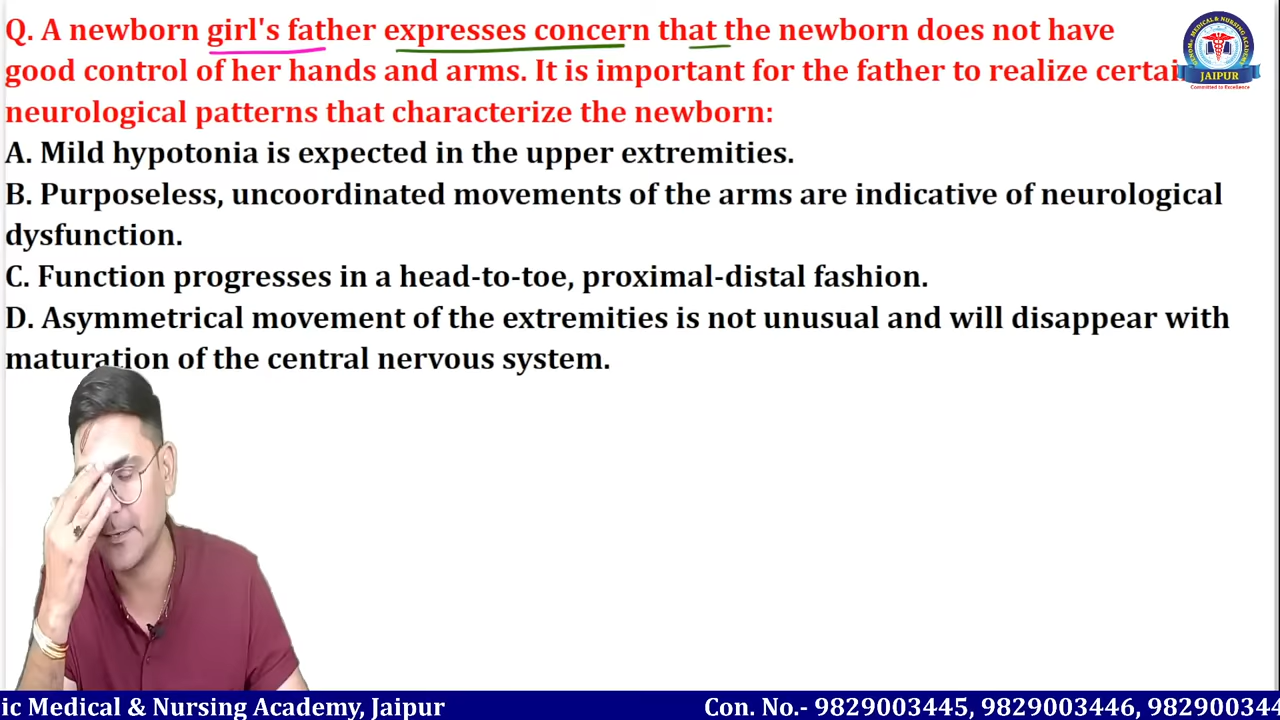 Q. A newborn girl's father expresses concern that the newborn does not have
good control of her hands and arms. It is important for the father to realize certai
neurological patterns that characterize the newborn:
A. Mild hypotonia is expected in the upper extremities.
B. Purposeless, uncoordinated movements of the arms are indicative of neurological
dysfunction.
C. Function progresses in a head-to-toe, proximal-distal fashion.
D. Asymmetrical movement of the extremities is not unusual and will disappear with
maturation of the central nervous system.
JAIPUR
Committed to Excellence
ic Medical & Nursing Academy, Jaipur
Con. No.- 9829003445, 9829003446, 982900344